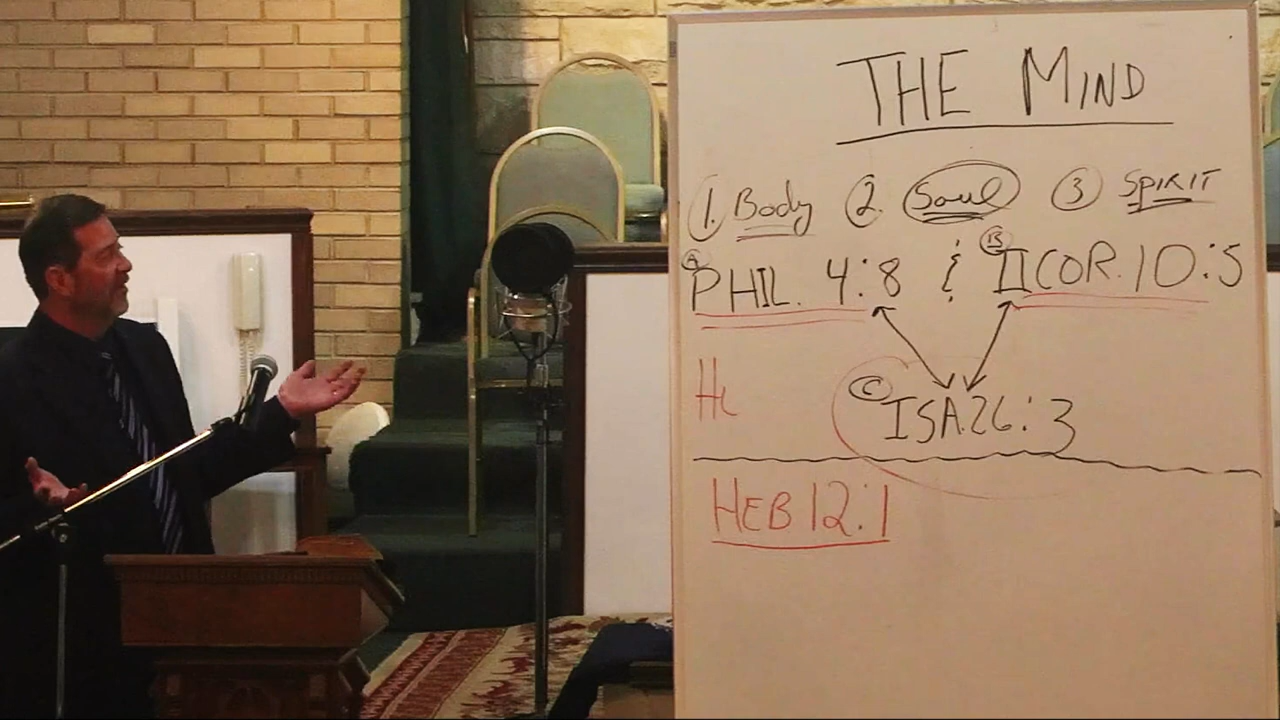 THE MIND
1. Body 2. Soul 3 SPIRIT
A PHIL. 4:8 & B II COR. 10:5
He
C ISA. 26:3
HEB 12:1